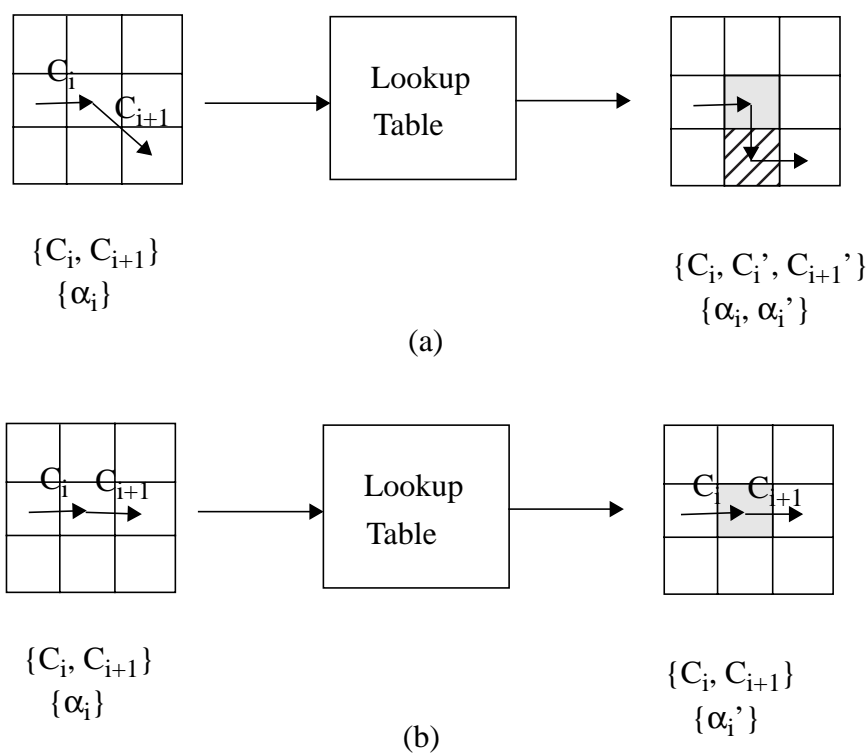 C_i
C_{i+1}
Lookup
Table
{C_i, C_{i+1}}
{α_i}
{C_i, C_i’, C_{i+1}’}
{α_i, α_i’}
(a)
C_i
C_{i+1}
Lookup
Table
C_i
C_{i+1}
{C_i, C_{i+1}}
{α_i}
{C_i, C_{i+1}}
{α_i’}
(b)